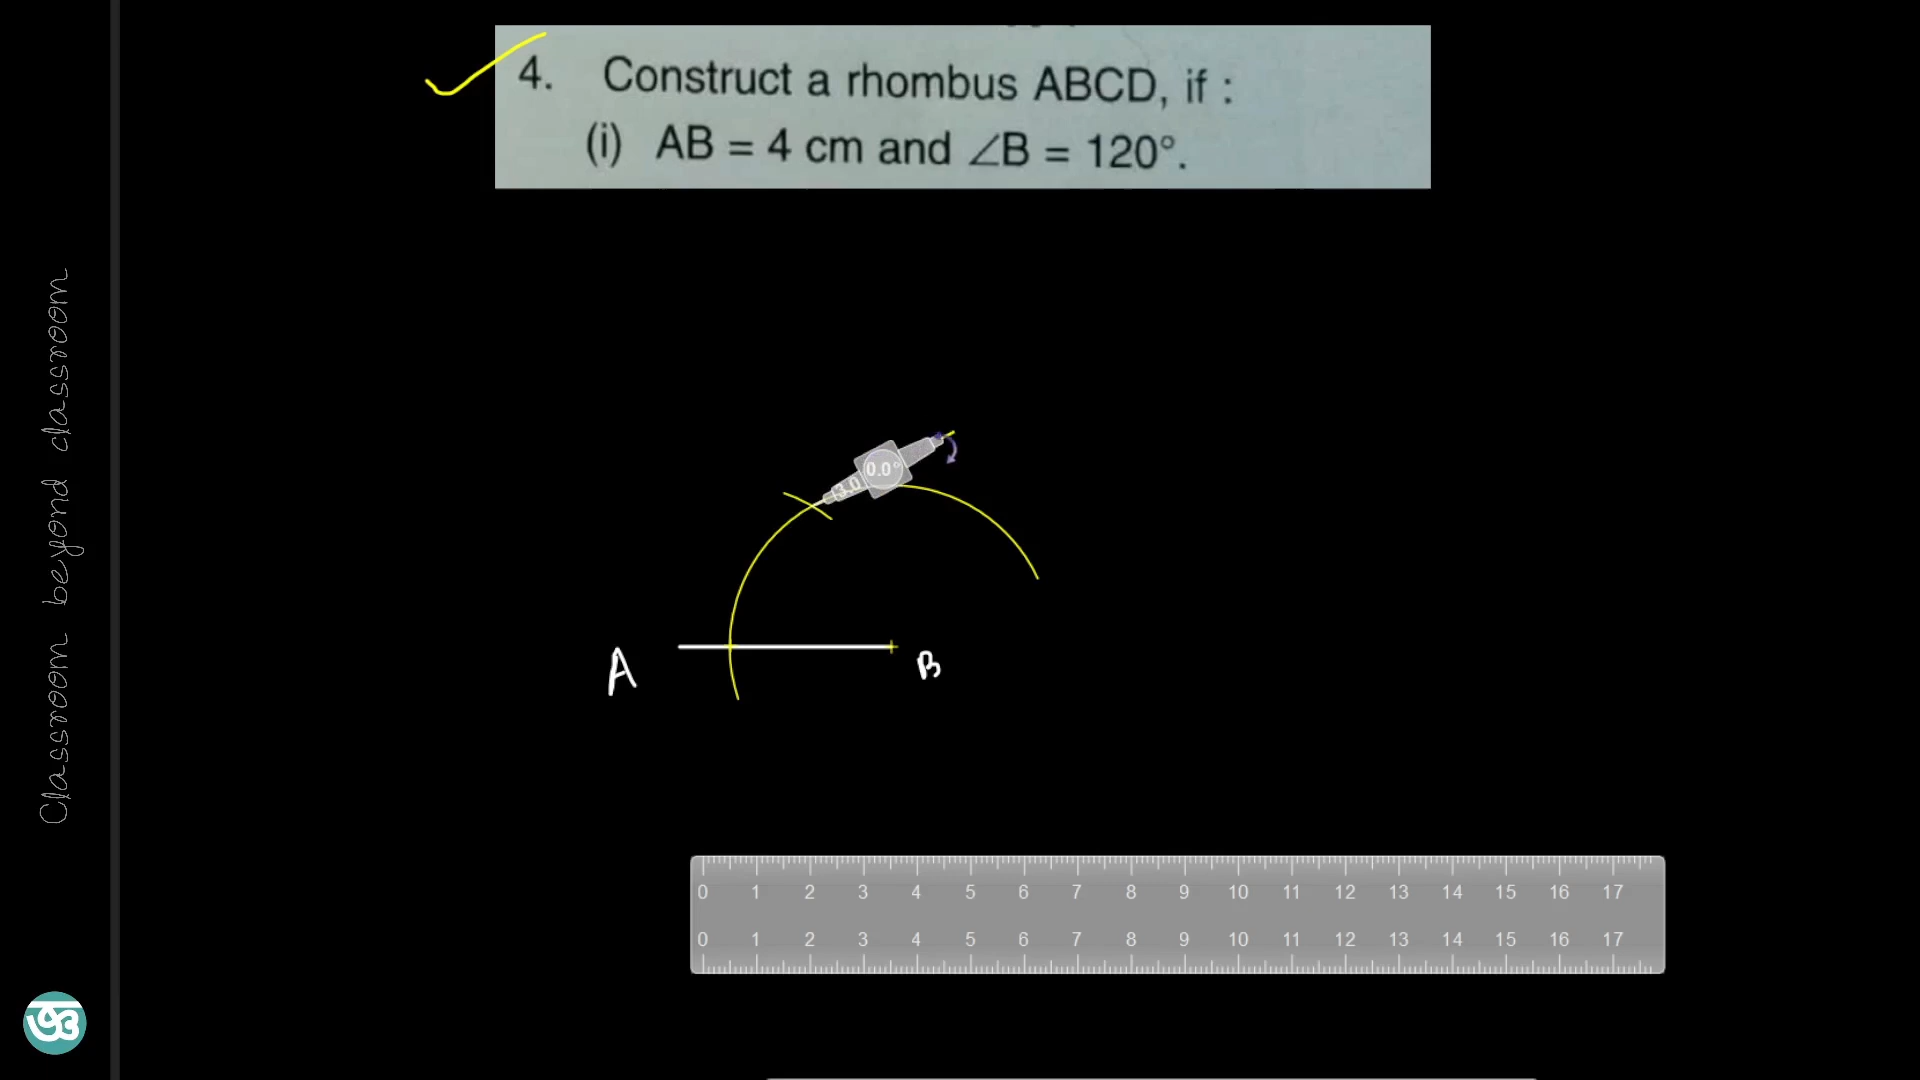 4. Construct a rhombus ABCD, if :
(i) AB = 4 cm and ∠B = 120°.
Classroom beyond classroom
0.0°
3.0
A
B
0 1 2 3 4 5 6 7 8 9 10 11 12 13 14 15 16 17
0 1 2 3 4 5 6 7 8 9 10 11 12 13 14 15 16 17